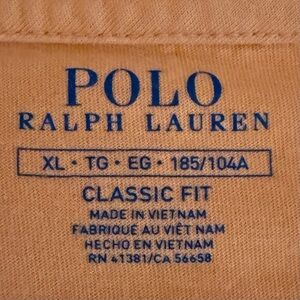 POLO
RALPH LAUREN
XL • TG • EG • 185/104A
CLASSIC FIT
MADE IN VIETNAM
FABRIQUÉ AU VIÊT NAM
HECHO EN VIETNAM
RN 41381/CA 56658